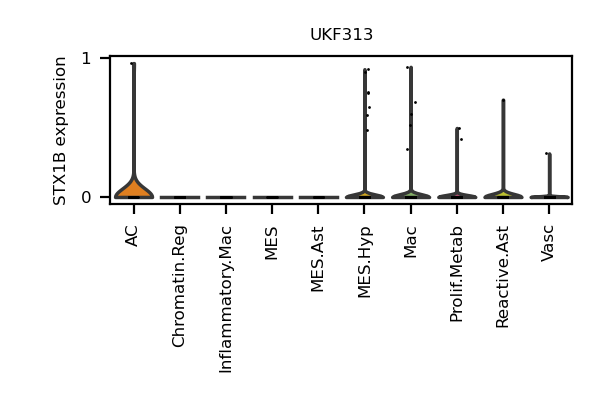 UKF313
STX1B expression
1
0
AC
Chromatin.Reg
Inflammatory.Mac
MES
MES.Ast
MES.Hyp
Mac
Prolif.Metab
Reactive.Ast
Vasc